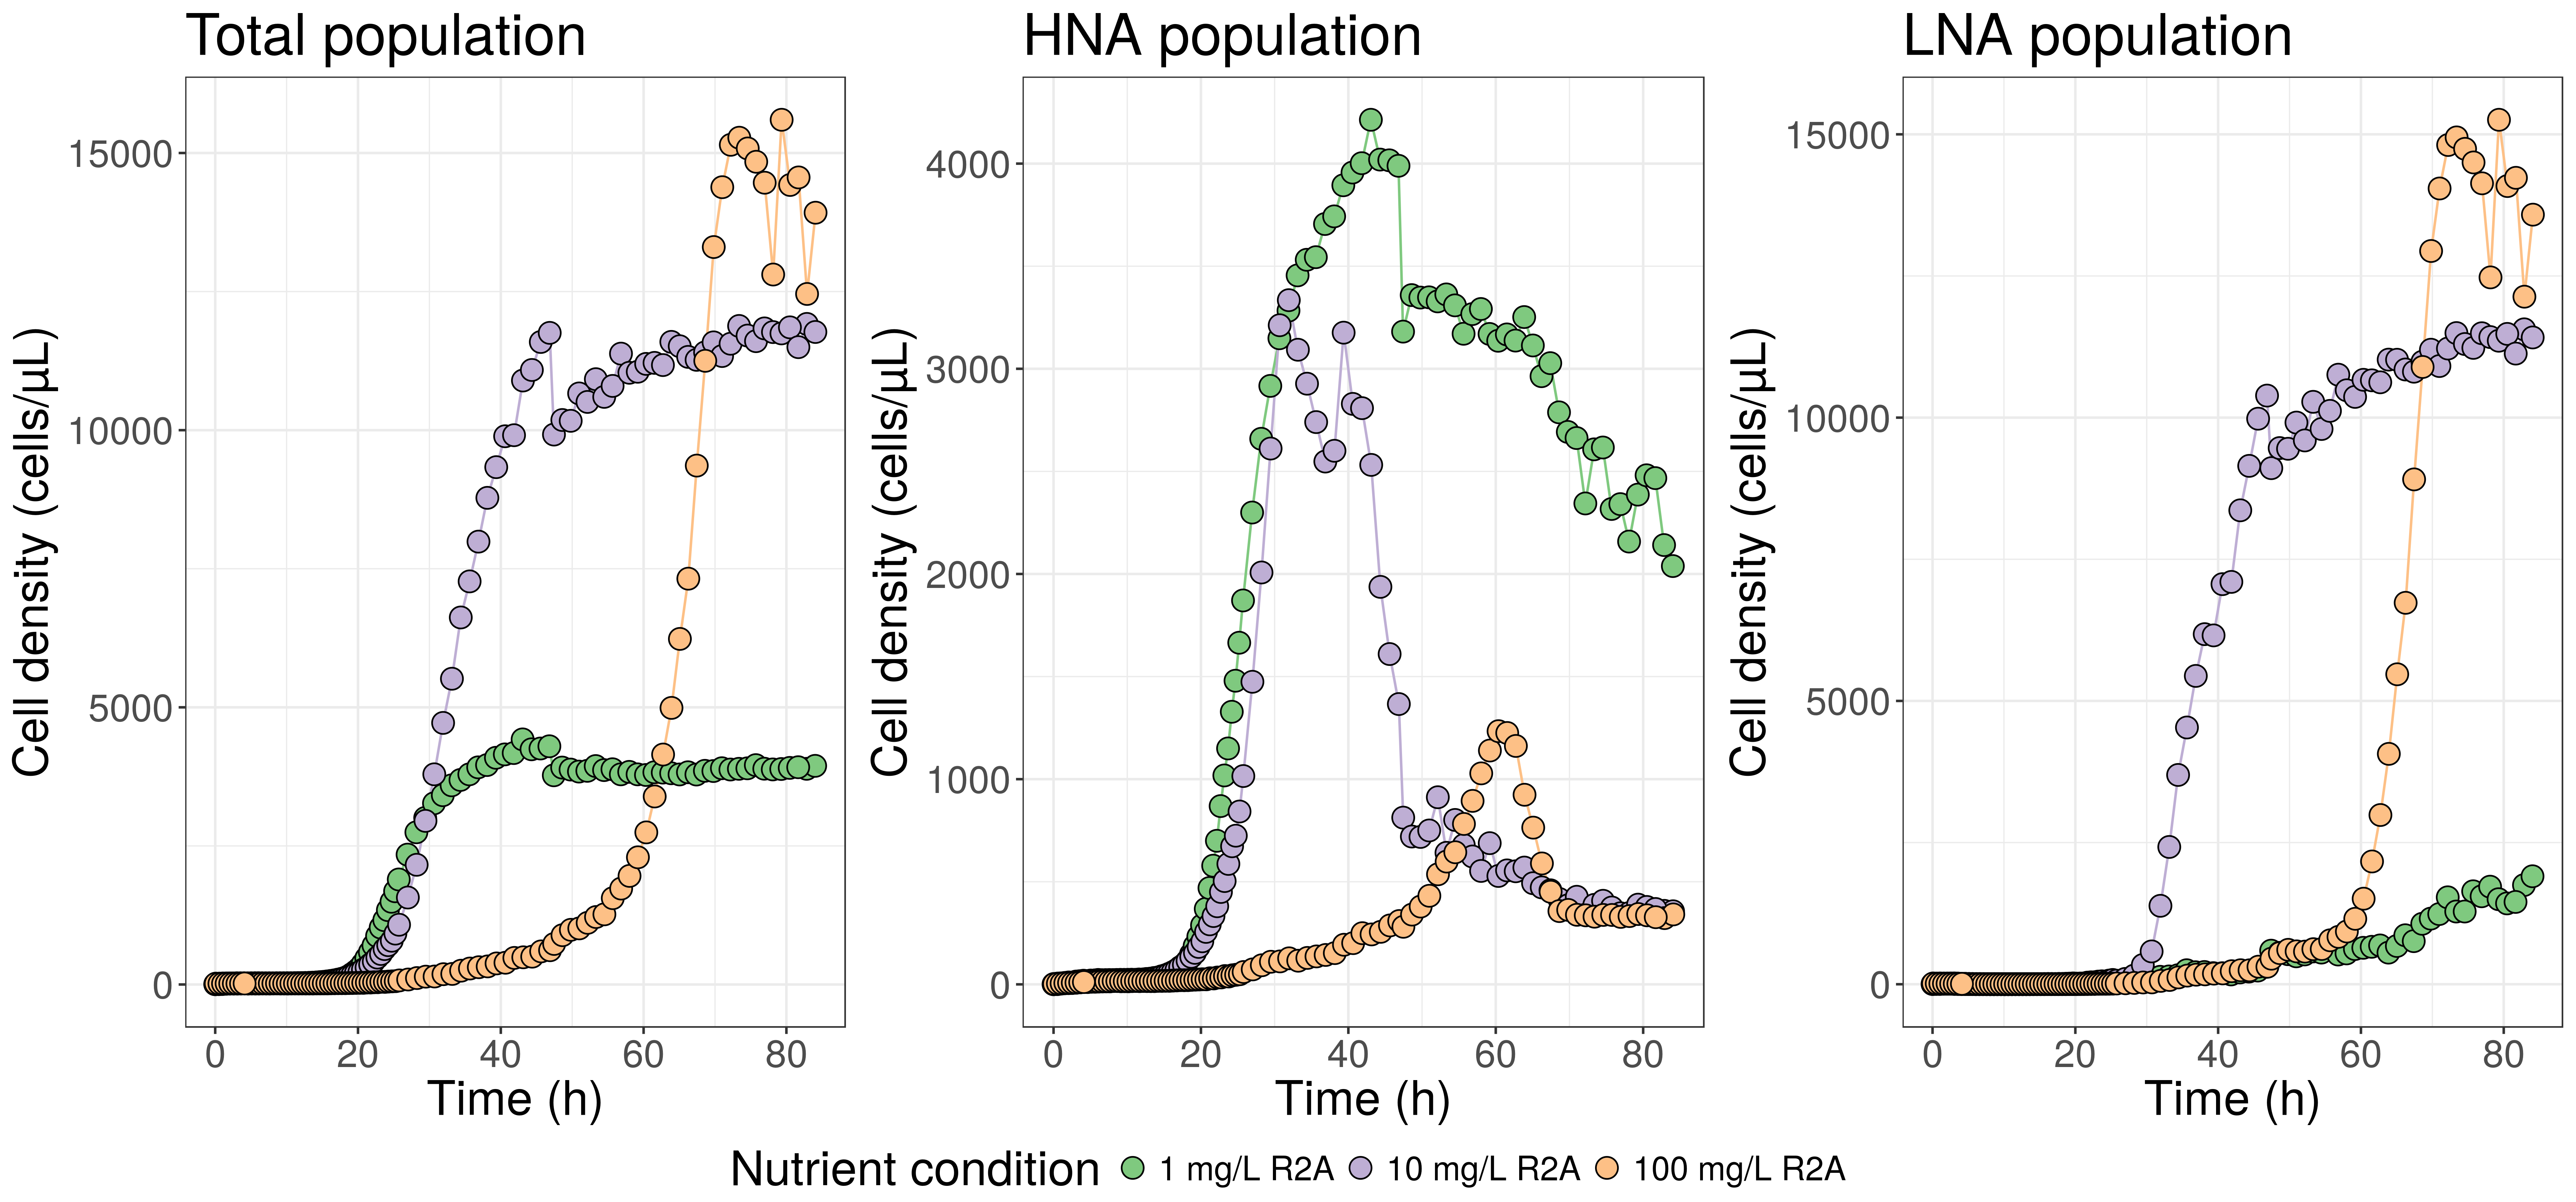 Total population
HNA population
LNA population
Cell density (cells/µL)
15000
10000
5000
0
0 20 40 60 80
Time (h)
Cell density (cells/µL)
4000
3000
2000
1000
0
0 20 40 60 80
Time (h)
Cell density (cells/µL)
15000
10000
5000
0
0 20 40 60 80
Time (h)
Nutrient condition 1 mg/L R2A 10 mg/L R2A 100 mg/L R2A